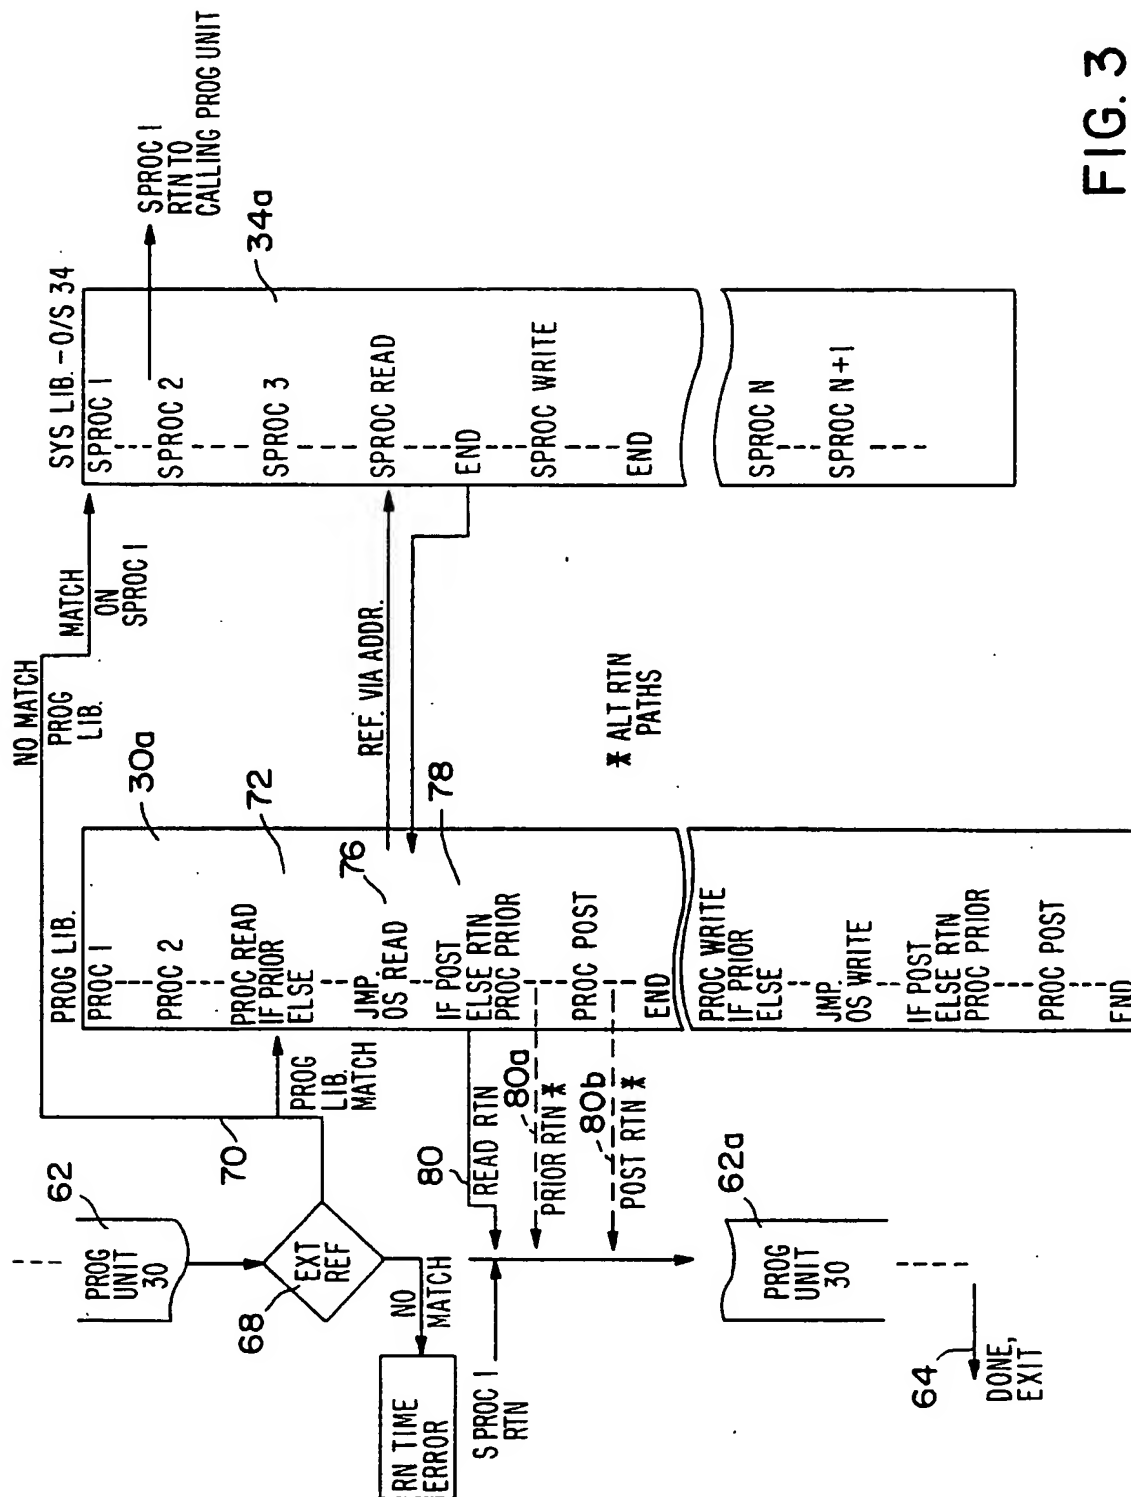 62
PROG
UNIT
30
68
EXT
REF
70
NO
MATCH
RN TIME
ERROR
SPROC 1
RTN
80
READ RTN
80a
PRIOR RTN *
80b
POST RTN *
62a
PROG
UNIT
30
64
DONE,
EXIT
NO MATCH
PROG
LIB.
PROG
LIB.
MATCH
MATCH
ON
SPROC 1
PROG LIB.
30a
PROC 1
PROC 2
72
PROC READ
IF PRIOR
ELSE
76
JMP.
OS READ
78
IF POST
ELSE RTN
PROC PRIOR
PROC POST
END
PROC WRITE
IF PRIOR
ELSE
JMP.
OS WRITE
IF POST
ELSE RTN
PROC PRIOR
PROC POST
END
REF. VIA ADDR.
* ALT RTN
PATHS
SYS LIB. - O/S 34
SPROC 1
SPROC 2
SPROC 3
SPROC READ
END
SPROC WRITE
END
SPROC N
SPROC N+1
34a
SPROC 1
RTN TO
CALLING PROG UNIT
FIG. 3